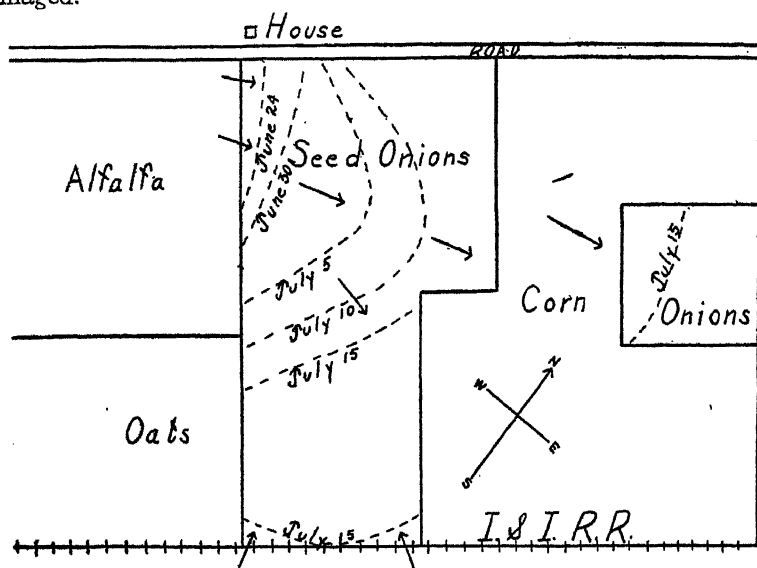 House
ROAD
June 24
June 30
Seed Onions
Alfalfa
July 5
July 10
July 15
July 15
Corn
Onions
Oats
N
W
E
S
July 15
I. & I. R. R.